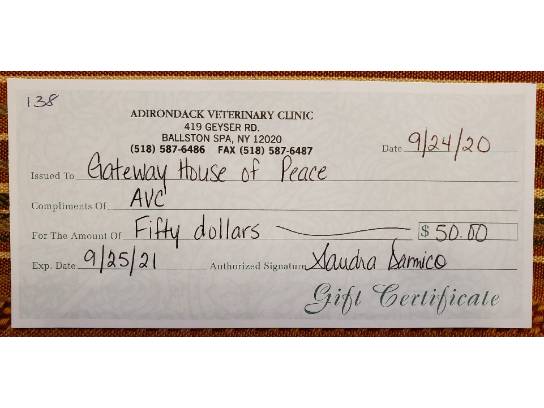 138
ADIRONDACK VETERINARY CLINIC
419 GEYSER RD.
BALLSTON SPA, NY 12020
(518) 587-6486 FAX (518) 587-6487
Date 9/24/20
Issued To Gateway House of Peace
Compliments Of AVC
For The Amount Of Fifty dollars $ 50.00
Exp. Date 9/25/21 Authorized Signature Sandra
Gift Certificate